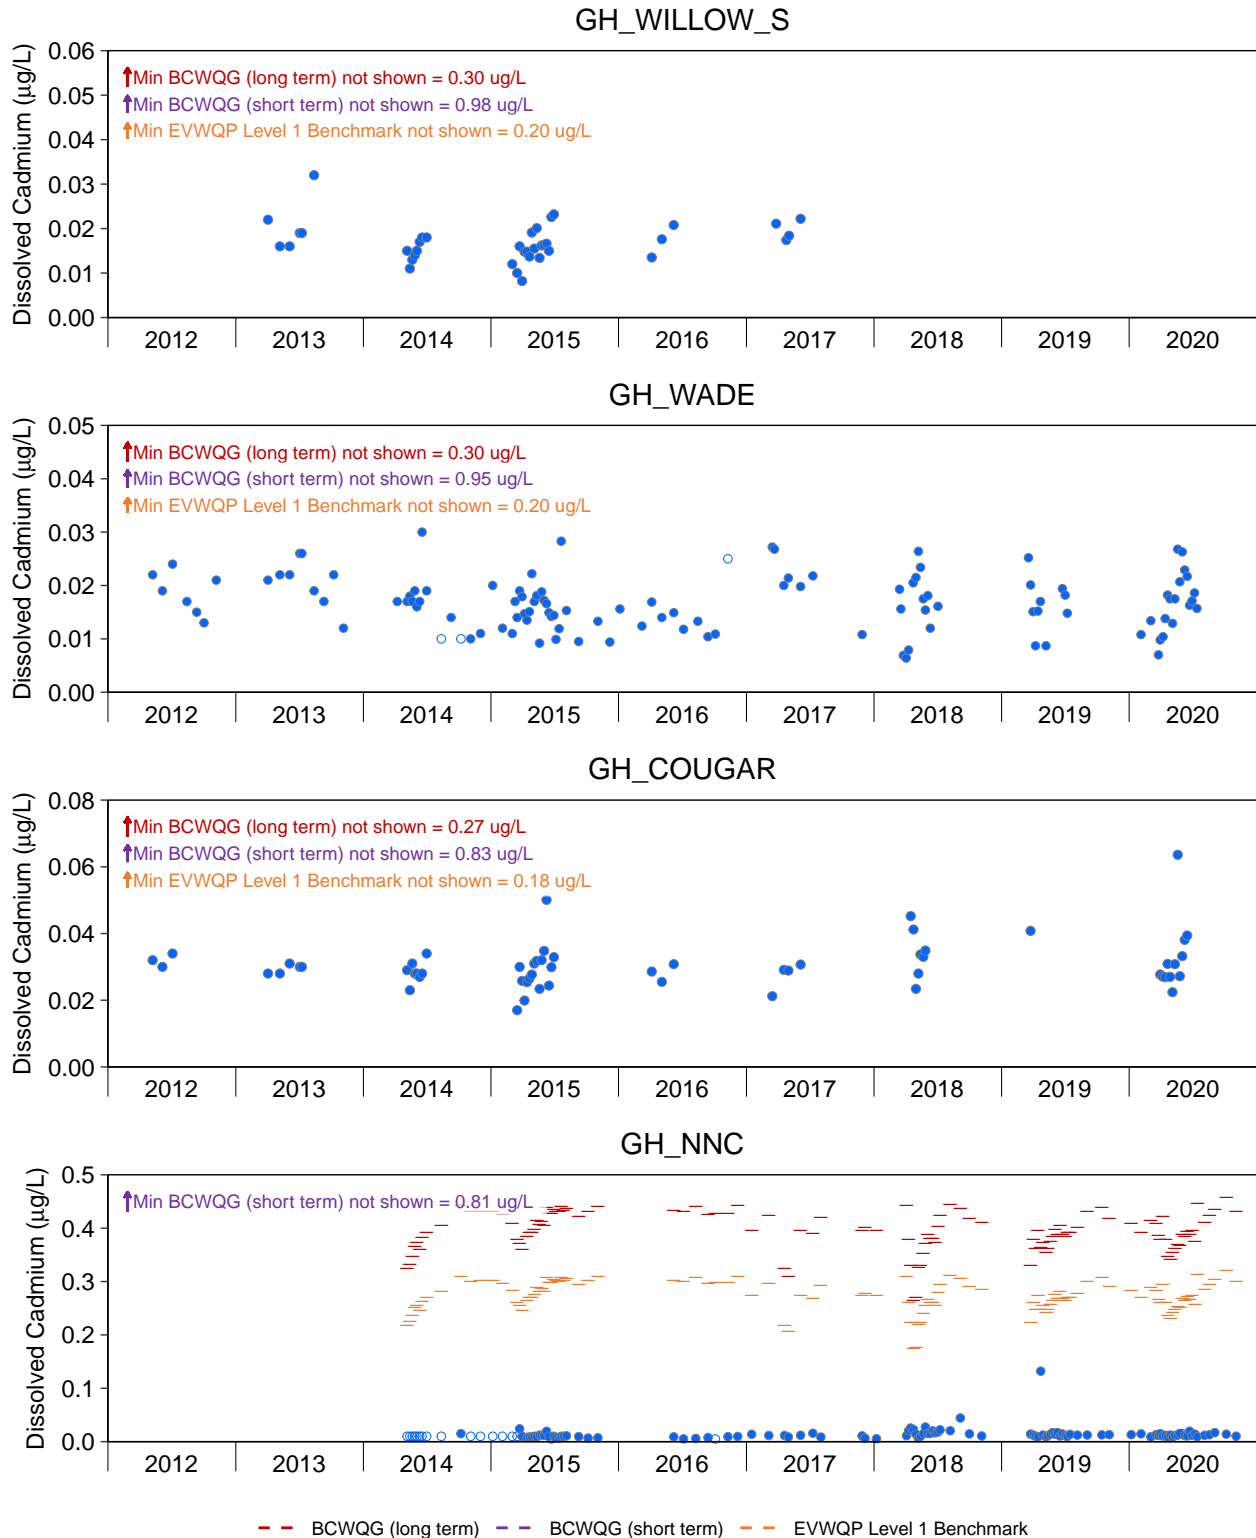 GH_WILLOW_S
Dissolved Cadmium (µg/L)
0.06
0.05
0.04
0.03
0.02
0.01
0.00
Min BCWQG (long term) not shown = 0.30 ug/L
Min BCWQG (short term) not shown = 0.98 ug/L
Min EVWQP Level 1 Benchmark not shown = 0.20 ug/L
2012 2013 2014 2015 2016 2017 2018 2019 2020
GH_WADE
Dissolved Cadmium (µg/L)
0.05
0.04
0.03
0.02
0.01
0.00
Min BCWQG (long term) not shown = 0.30 ug/L
Min BCWQG (short term) not shown = 0.95 ug/L
Min EVWQP Level 1 Benchmark not shown = 0.20 ug/L
2012 2013 2014 2015 2016 2017 2018 2019 2020
GH_COUGAR
Dissolved Cadmium (µg/L)
0.08
0.06
0.04
0.02
0.00
Min BCWQG (long term) not shown = 0.27 ug/L
Min BCWQG (short term) not shown = 0.83 ug/L
Min EVWQP Level 1 Benchmark not shown = 0.18 ug/L
2012 2013 2014 2015 2016 2017 2018 2019 2020
GH_NNC
Dissolved Cadmium (µg/L)
0.5
0.4
0.3
0.2
0.1
0.0
Min BCWQG (short term) not shown = 0.81 ug/L
2012 2013 2014 2015 2016 2017 2018 2019 2020
BCWQG (long term) BCWQG (short term) EVWQP Level 1 Benchmark